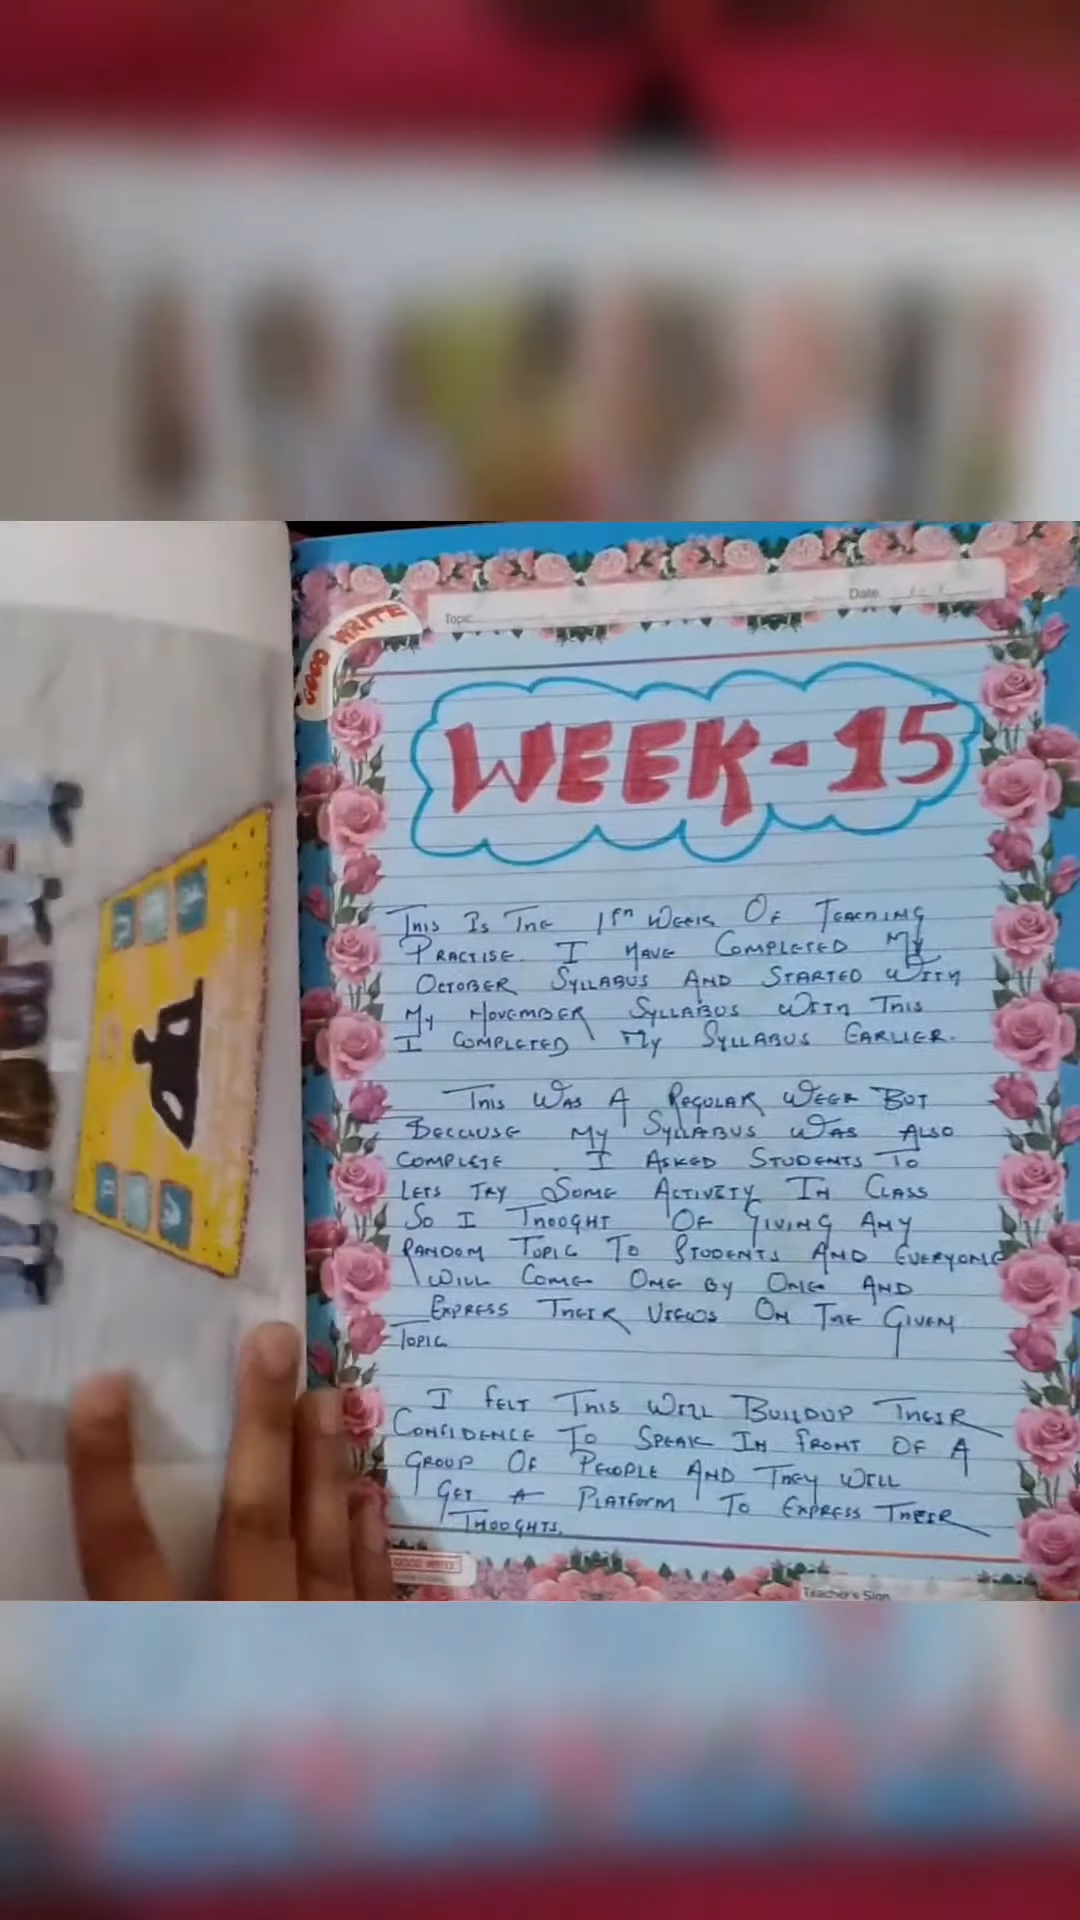 GOOD WRITE
Topic
Date
WEEK-15
THIS IS THE WEEK OF TEACHING
PRACTISE. I HAVE COMPLETED MY
OCTOBER SYLLABUS AND STARTED WITH
MY NOVEMBER SYLLABUS WITH THIS
I COMPLETED MY SYLLABUS EARLIER.
THIS WAS A REGULAR WEEK BUT
BECAUSE MY SYLLABUS WAS ALSO
COMPLETE. I ASKED STUDENTS TO
LETS TRY SOME ACTIVETY IN CLASS
SO I THOOGHT OF GIVING ANY
RANDOM TOPIC TO STUDENTS AND EVERYONE
WILL COME ONE BY ONE AND
EXPRESS THEIR VIEWS ON THE GIVEN
TOPIC
I FELT THIS WILL BUILDUP THEIR
CONFIDENCE TO SPEAK IN FRONT OF A
GROUP OF PEOPLE AND THEY WILL
GET A PLATFORM TO EXPRESS THEIR
THOOGHTS.
GOOD WRITE
Teacher's Sign